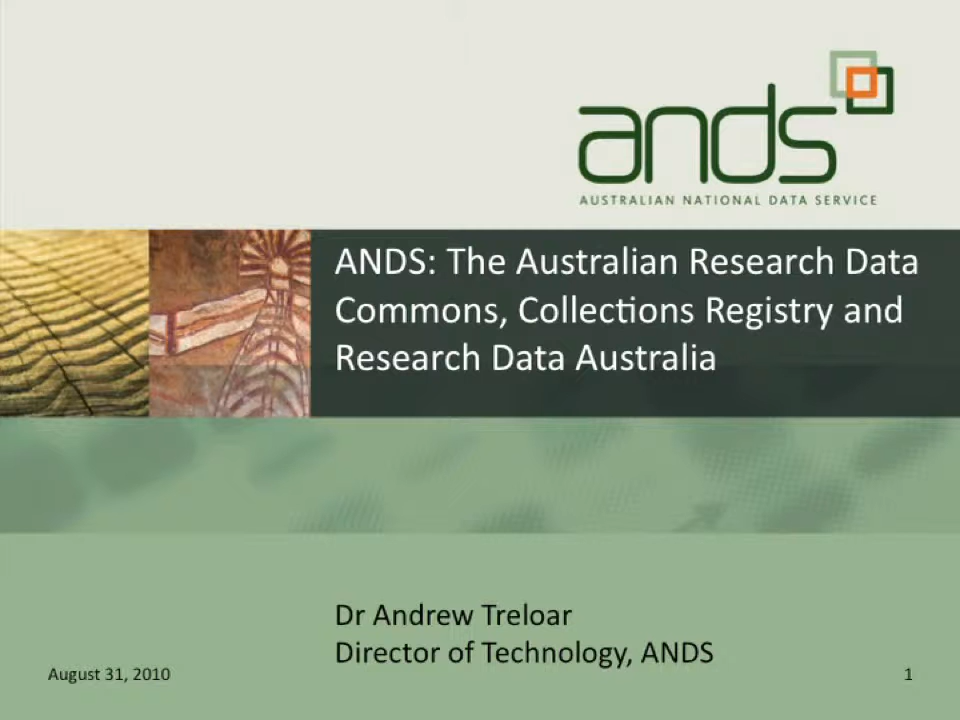 ands
AUSTRALIAN NATIONAL DATA SERVICE
ANDS: The Australian Research Data
Commons, Collections Registry and
Research Data Australia
Dr Andrew Treloar
Director of Technology, ANDS
August 31, 2010
1